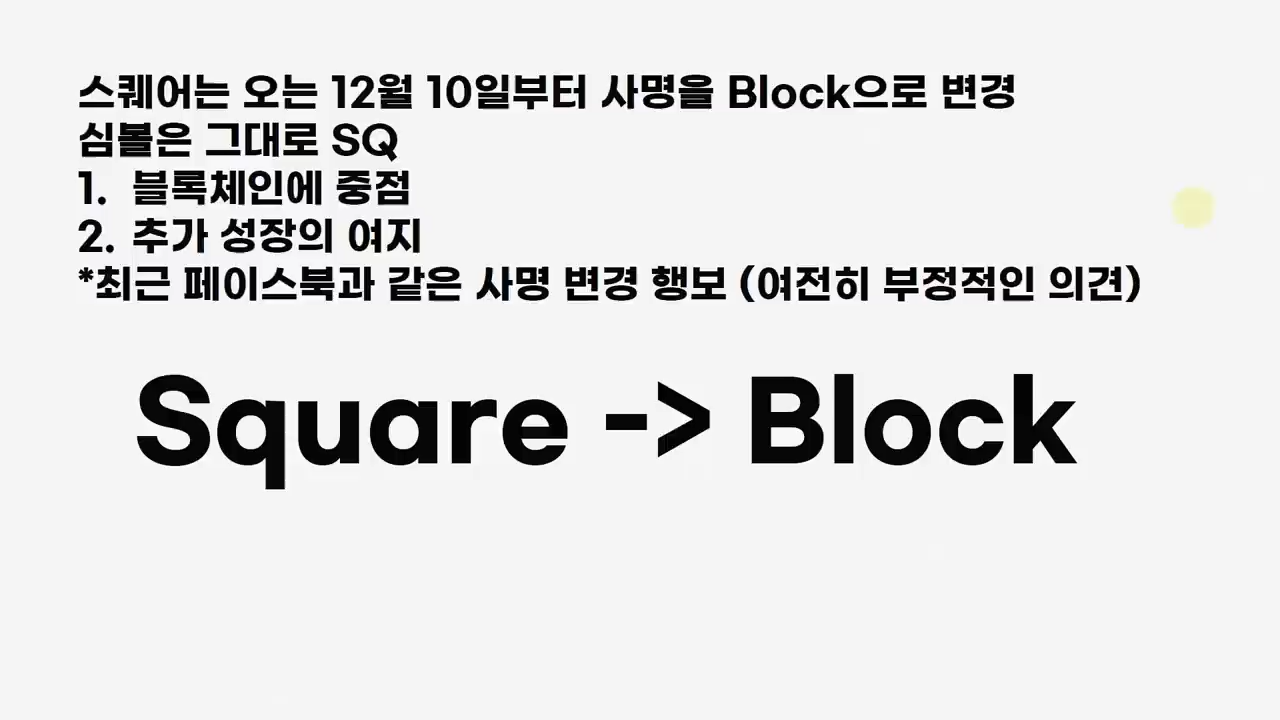 스퀘어는 오는 12월 10일부터 사명을 Block으로 변경
심볼은 그대로 SQ
1. 블록체인에 중점
2. 추가 성장의 여지
*최근 페이스북과 같은 사명 변경 행보 (여전히 부정적인 의견)
Square -> Block